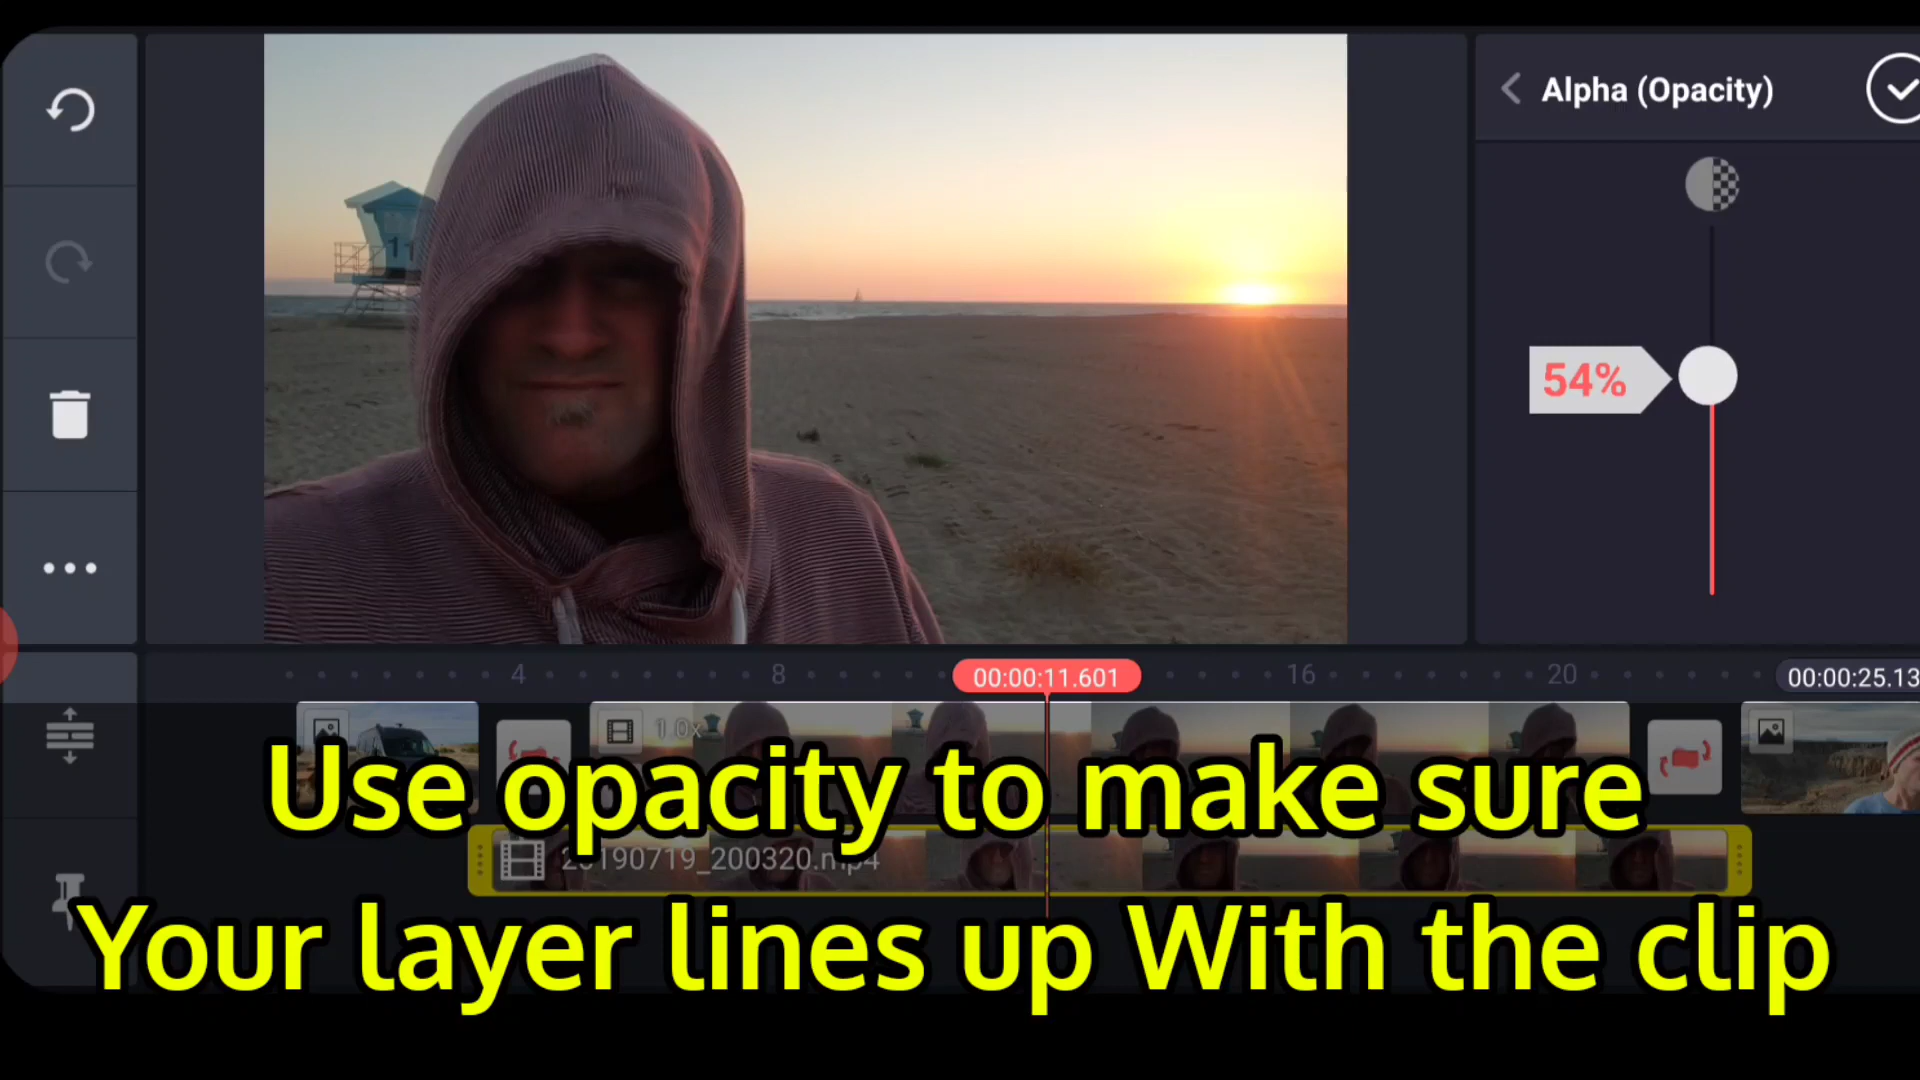 Alpha (Opacity)
11
54%
4
8
00:00:11.601
16
20
00:00:25.13
1.0x
Use opacity to make sure
20190719_200320.mp4
Your layer lines up With the clip